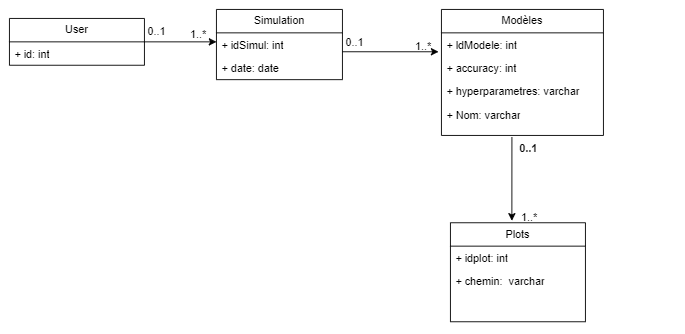 User
+ id: int
0..1
1..*
Simulation
+ idSimul: int
+ date: date
0..1
1..*
Modèles
+ IdModele: int
+ accuracy: int
+ hyperparametres: varchar
+ Nom: varchar
0..1
1..*
Plots
+ idplot: int
+ chemin: varchar